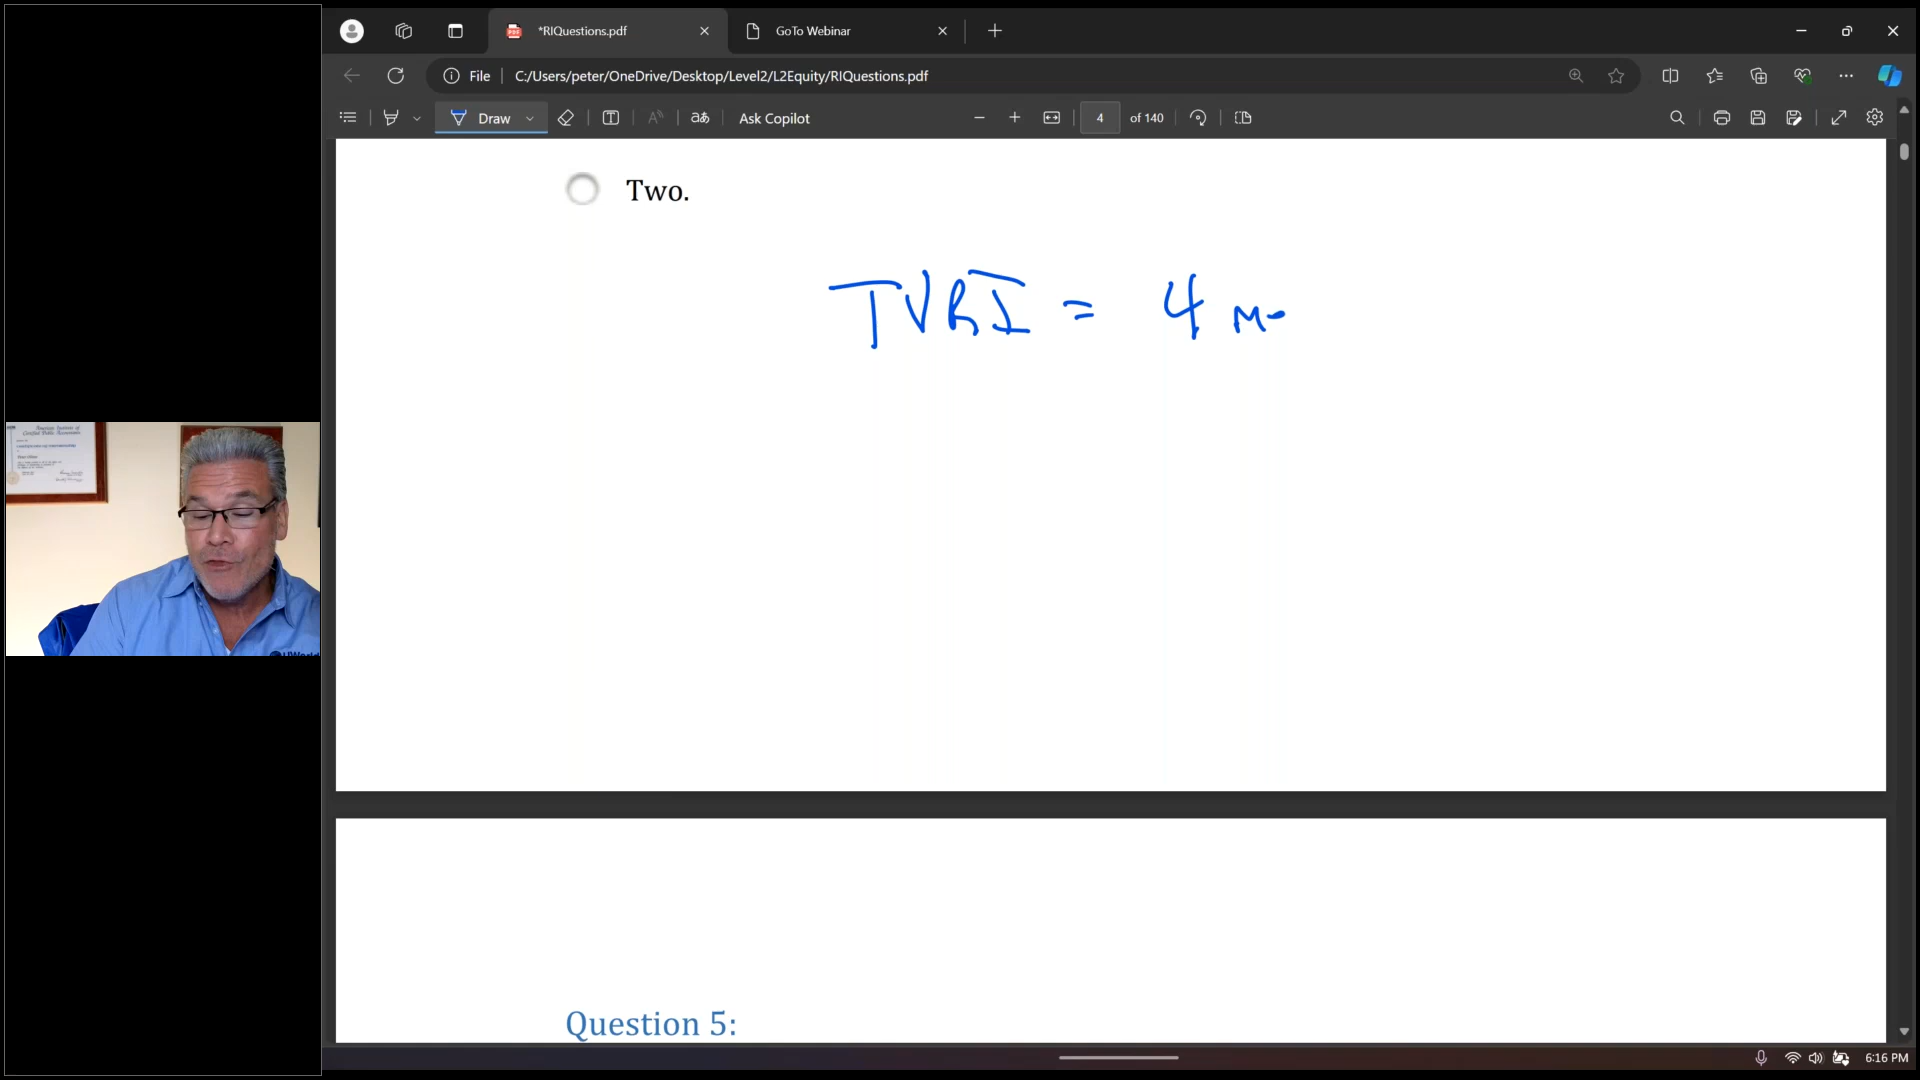 *RIQuestions.pdf
GoTo Webinar
File
C:/Users/peter/OneDrive/Desktop/Level2/L2Equity/RIQuestions.pdf
Draw
Ask Copilot
4 of 140
Two.
TVRI = 4
Question 5:
6:16 PM